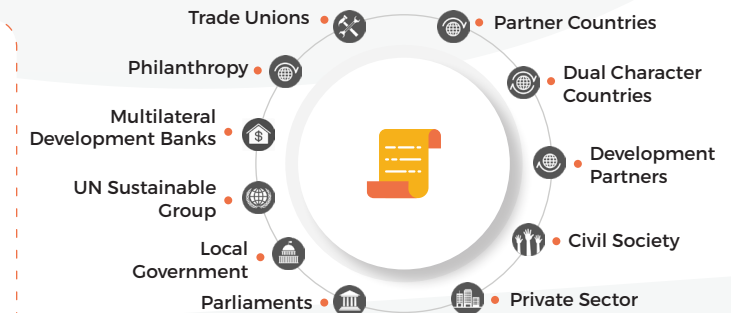 Trade Unions
Partner Countries
Philanthropy
Dual Character
Countries
Multilateral
Development Banks
Development
Partners
UN Sustainable
Group
Civil Society
Local
Government
Parliaments
Private Sector
$